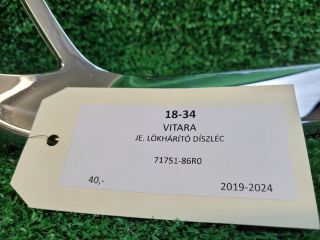 18-34
VITARA
JE. LÖKHÁRÍTÓ DÍSZLÉC
71751-86R0
40,- 2019-2024